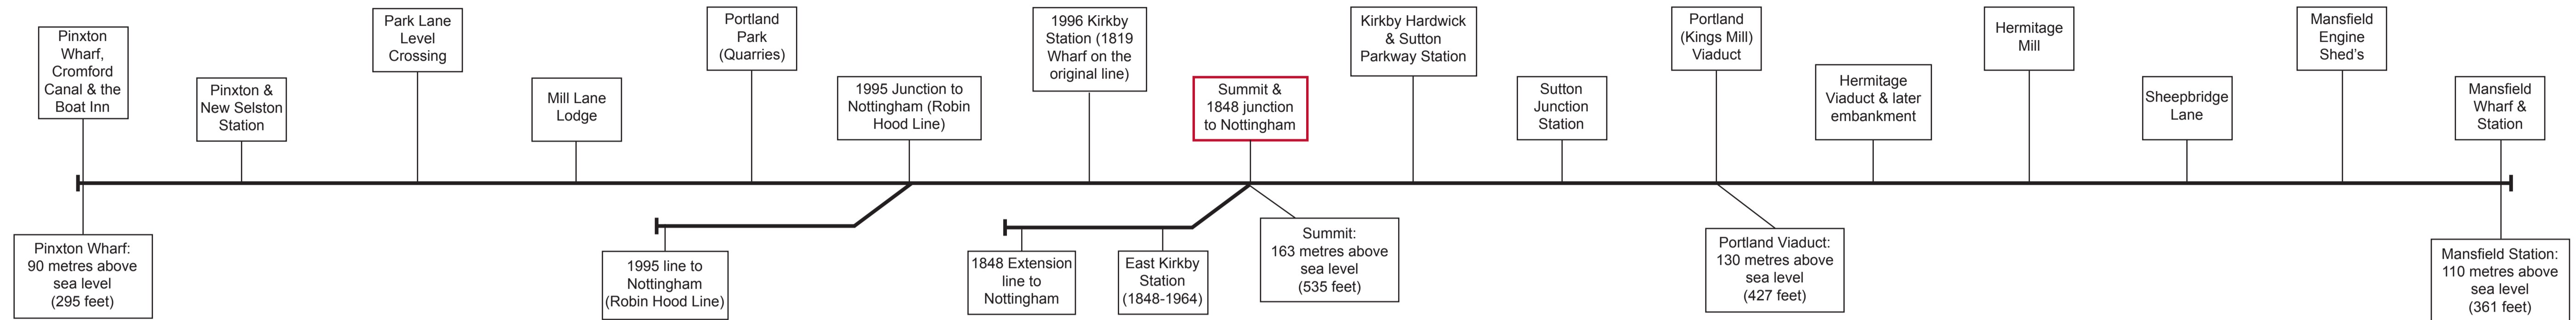 Pinxton
Wharf,
Cromford
Canal & the
Boat Inn
Pinxton &
New Selston
Station
Park Lane
Level
Crossing
Mill Lane
Lodge
Portland
Park
(Quarries)
1995 Junction to
Nottingham (Robin
Hood Line)
1996 Kirkby
Station (1819
Wharf on the
original line)
Summit &
1848 junction
to Nottingham
Kirkby Hardwick
& Sutton
Parkway Station
Sutton
Junction
Station
Portland
(Kings Mill)
Viaduct
Hermitage
Viaduct & later
embankment
Hermitage
Mill
Sheepbridge
Lane
Mansfield
Engine
Shed's
Mansfield
Wharf &
Station
Pinxton Wharf:
90 metres above
sea level
(295 feet)
1995 line to
Nottingham
(Robin Hood Line)
1848 Extension
line to
Nottingham
East Kirkby
Station
(1848-1964)
Summit:
163 metres above
sea level
(535 feet)
Portland Viaduct:
130 metres above
sea level
(427 feet)
Mansfield Station:
110 metres above
sea level
(361 feet)